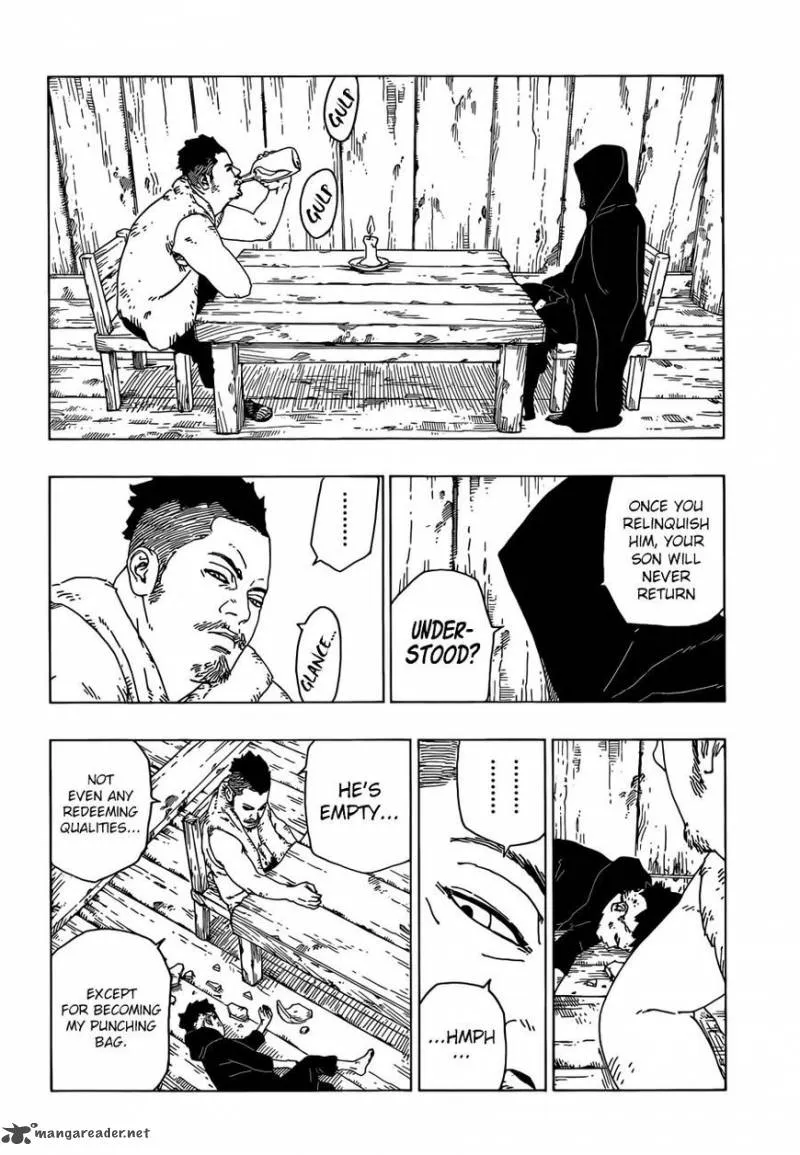 GULP
GULP
ONCE YOU
RELINQUISH
HIM, YOUR
SON WILL
NEVER
RETURN
UNDER-
STOOD?
........
GLANCE...
........
...HMPH
...
HE'S
EMPTY...
NOT
EVEN ANY
REDEEMING
QUALITIES...
EXCEPT
FOR BECOMING
MY PUNCHING
BAG.
mangareader.net